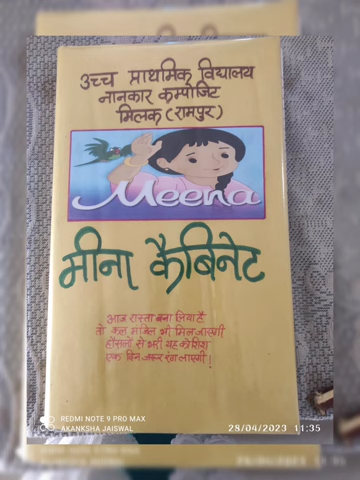 उच्च प्राथमिक विद्यालय
नानकार कम्पोजिट
मिलक (रामपुर)
Meena
मीना कैबिनेट
आज रास्ता बना लिया है
तो कल मंजिल भी मिल जाएगी
हौसलों से भरी यह कोशिश
एक दिन जरूर रंग लाएगी!
REDMI NOTE 9 PRO MAX
AKANKSHA JAISWAL
28/04/2023 11:35